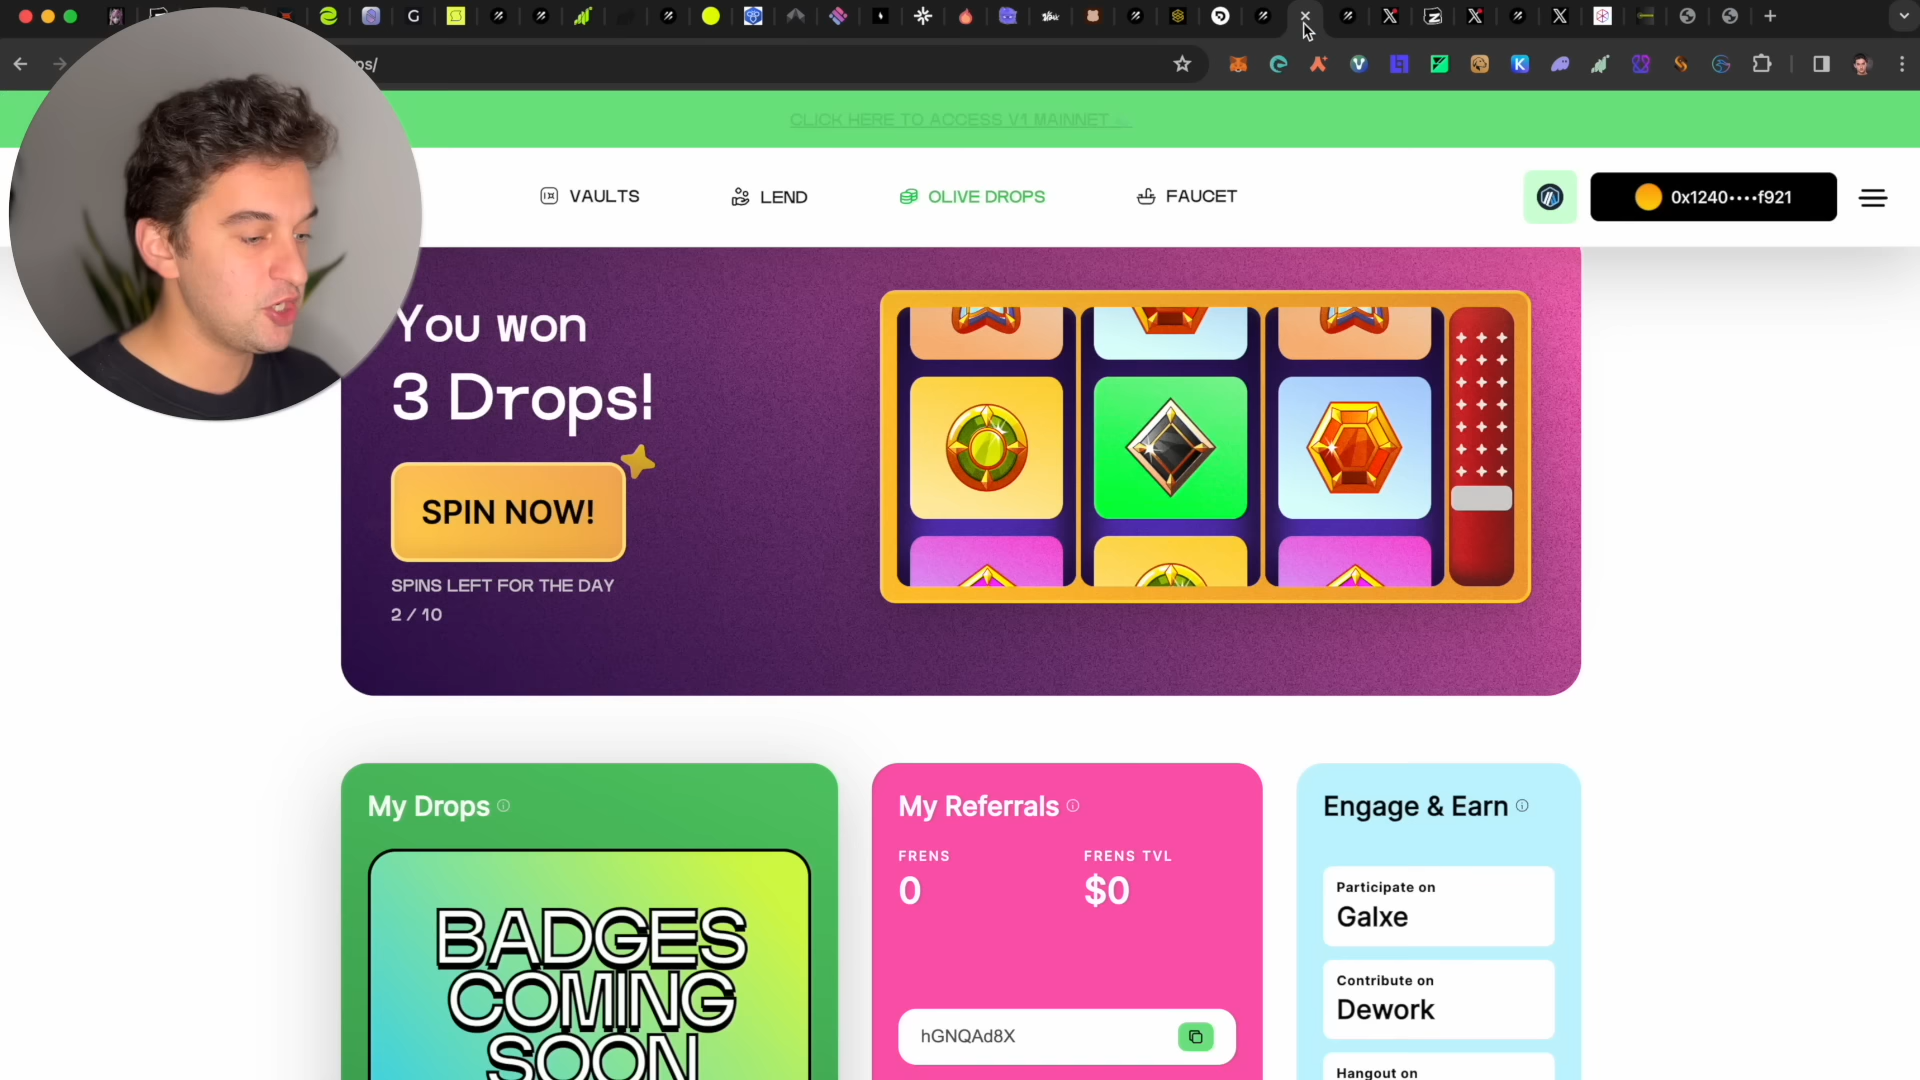 ps/
CLICK HERE TO ACCESS V1 MAINNET
VAULTS
LEND
OLIVE DROPS
FAUCET
0x1240••••f921
You won
3 Drops!
SPIN NOW!
SPINS LEFT FOR THE DAY
2 / 10
My Drops
BADGES
COMING
SOON
My Referrals
FRENS
0
FRENS TVL
$0
hGNQAd8X
Engage & Earn
Participate on
Galxe
Contribute on
Dework
Hangout on